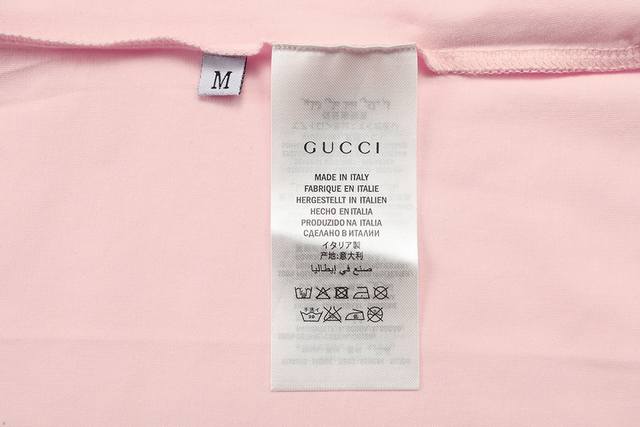 M
GUCCI
MADE IN ITALY
FABRIQUE EN ITALIE
HERGESTELLT IN ITALIEN
HECHO EN ITALIA
PRODUZIDO NA ITALIA
СДЕЛАНО В ИТАЛИИ
イタリア製
产地:意大利
صنع في إيطاليا